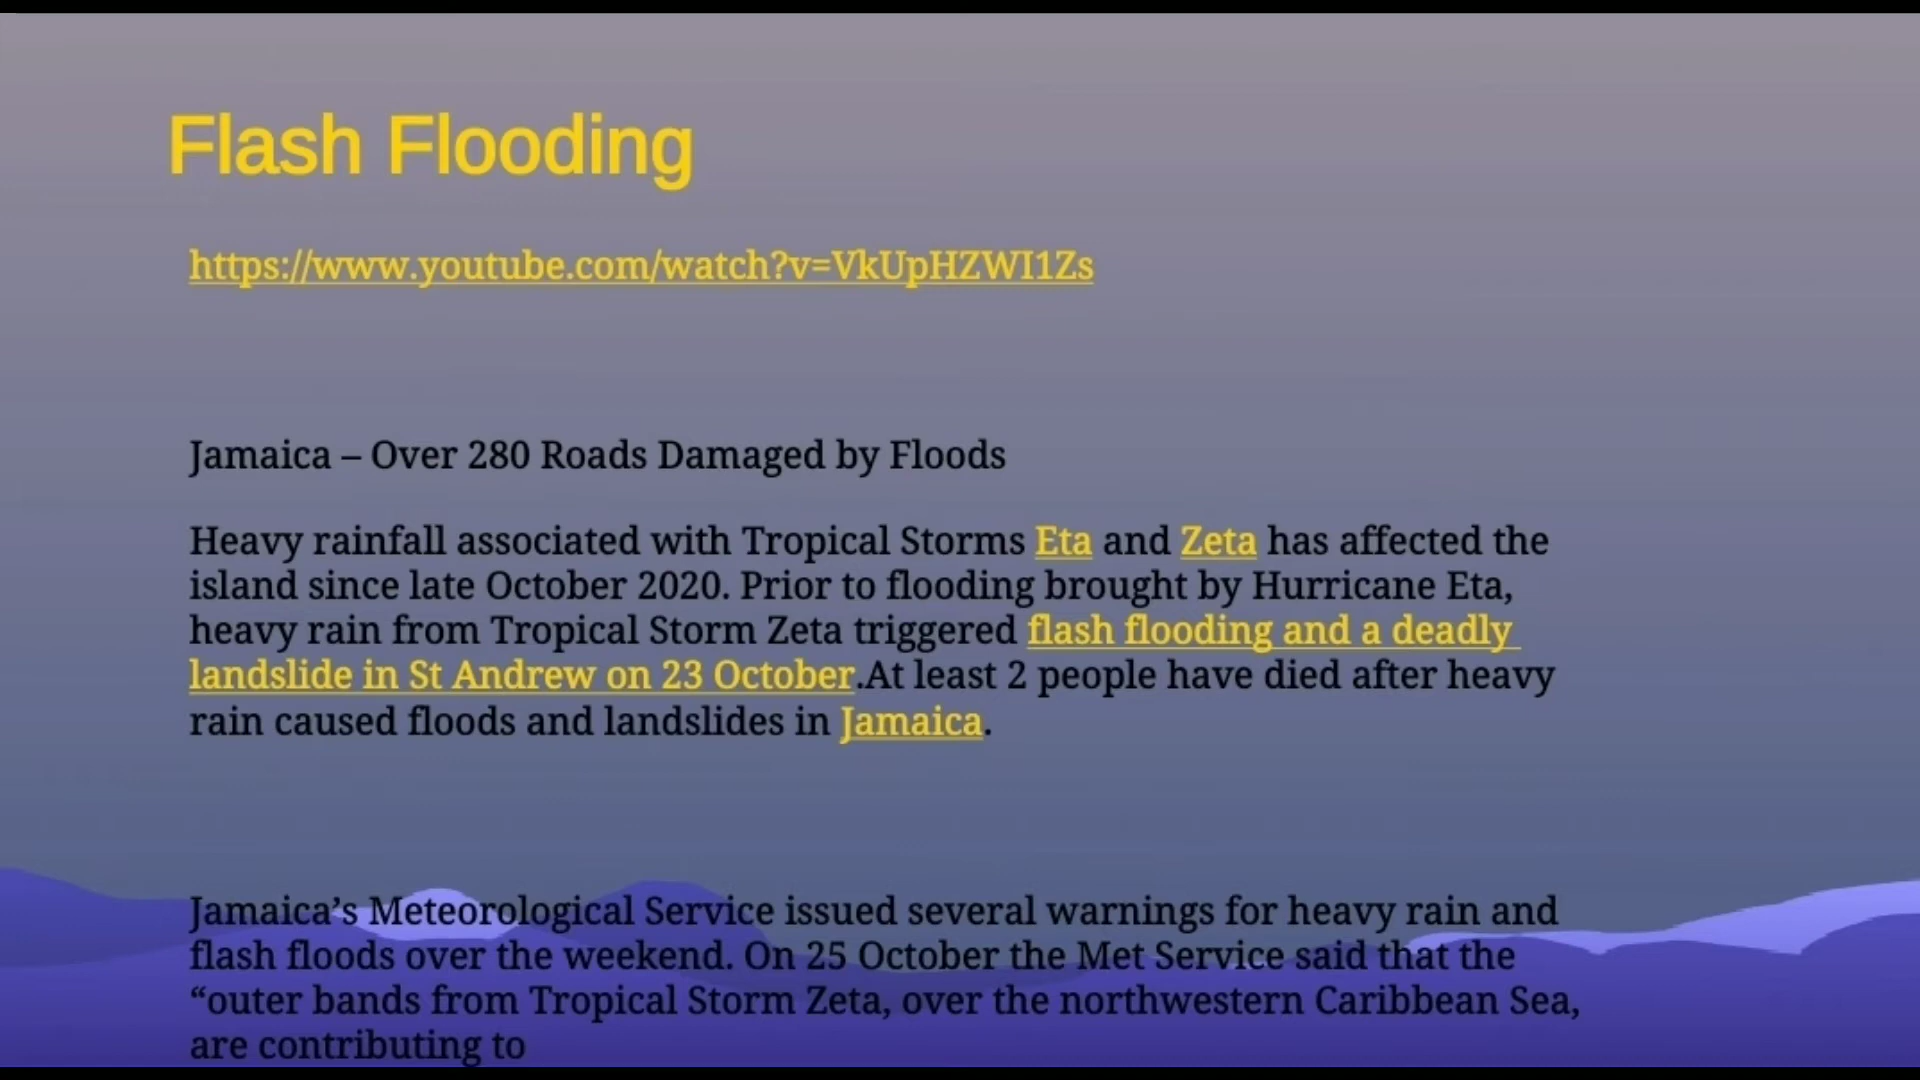 Flash Flooding
https://www.youtube.com/watch?v=VkUpHZWI1Zs
Jamaica – Over 280 Roads Damaged by Floods
Heavy rainfall associated with Tropical Storms Eta and Zeta has affected the
island since late October 2020. Prior to flooding brought by Hurricane Eta,
heavy rain from Tropical Storm Zeta triggered flash flooding and a deadly
landslide in St Andrew on 23 October.At least 2 people have died after heavy
rain caused floods and landslides in Jamaica.
Jamaica’s Meteorological Service issued several warnings for heavy rain and
flash floods over the weekend. On 25 October the Met Service said that the
“outer bands from Tropical Storm Zeta, over the northwestern Caribbean Sea,
are contributing to